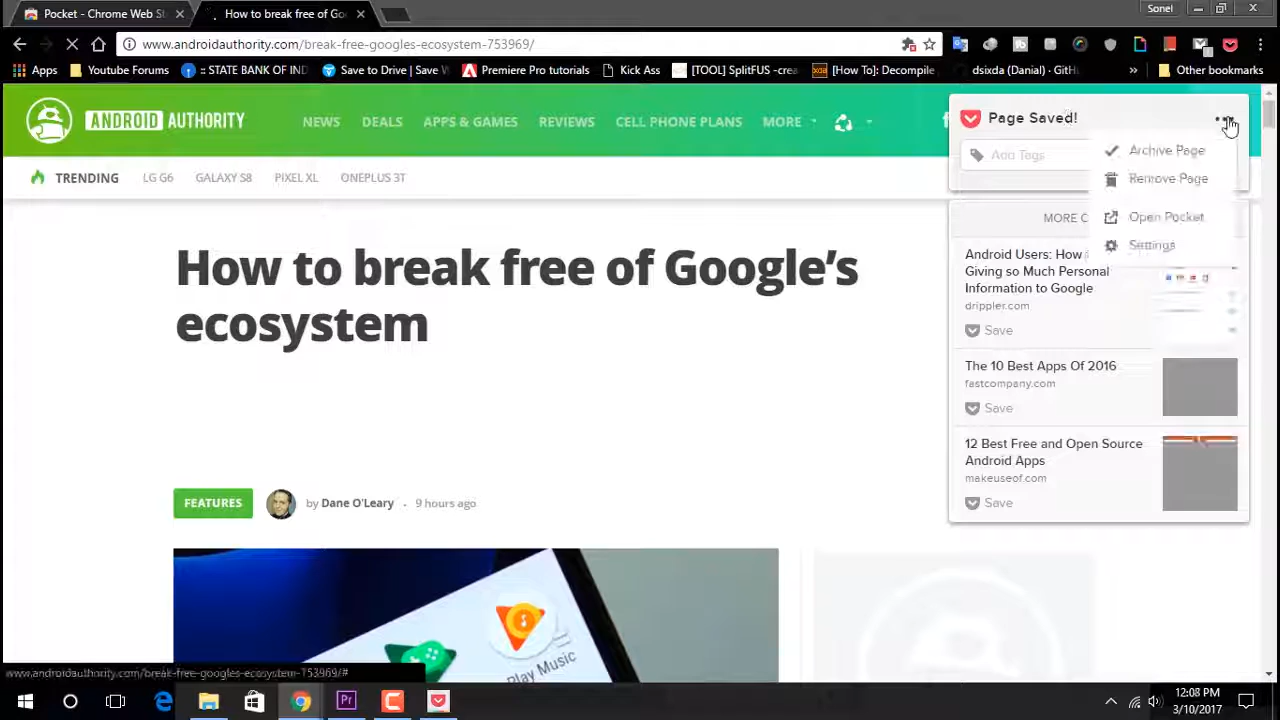 Pocket - Chrome Web St
How to break free of Go
Sonel
www.androidauthority.com/break-free-googles-ecosystem-753969/
Apps
Youtube Forums
:: STATE BANK OF IND
Save to Drive | Save W
Premiere Pro tutorials
Kick Ass
[TOOL] SplitFUS -crea
[How To]: Decompile
dsixda (Danial) · GitH
»
Other bookmarks
ANDROID AUTHORITY
NEWS
DEALS
APPS & GAMES
REVIEWS
CELL PHONE PLANS
MORE
Page Saved!
Add Tags
Archive Page
Remove Page
Open Pocket
Settings
TRENDING
LG G6
GALAXY S8
PIXEL XL
ONEPLUS 3T
MORE
How to break free of Google's
ecosystem
Android Users: How
Giving so Much Personal
Information to Google
drippler.com
Save
The 10 Best Apps Of 2016
fastcompany.com
Save
12 Best Free and Open Source
Android Apps
makeuseof.com
Save
FEATURES
by Dane O'Leary
9 hours ago
Play Music
www.androidauthority.com/break-free-googles-ecosystem-753969/#
Pr
12:08 PM
3/10/2017